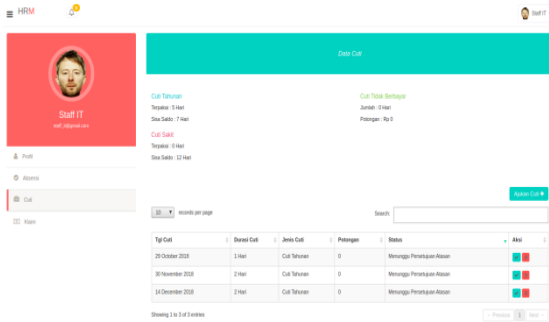 HRM
Staff IT
Data Cuti
Staff IT
staff_it@gmail.com
Profil
Absensi
Cuti
Klaim
Cuti Tahunan
Terpakai : 5 Hari
Sisa Saldo : 7 Hari
Cuti Tidak Berbayar
Jumlah : 0 Hari
Potongan : Rp 0
Cuti Sakit
Terpakai : 0 Hari
Sisa Saldo : 12 Hari
Ajukan Cuti
10 records per page
Search:
Tgl Cuti Durasi Cuti Jenis Cuti Potongan Status Aksi
29 October 2018 1 Hari Cuti Tahunan 0 Menunggu Persetujuan Atasan
30 November 2018 2 Hari Cuti Tahunan 0 Menunggu Persetujuan Atasan
14 December 2018 2 Hari Cuti Tahunan 0 Menunggu Persetujuan Atasan
Showing 1 to 3 of 3 entries
Previous 1 Next